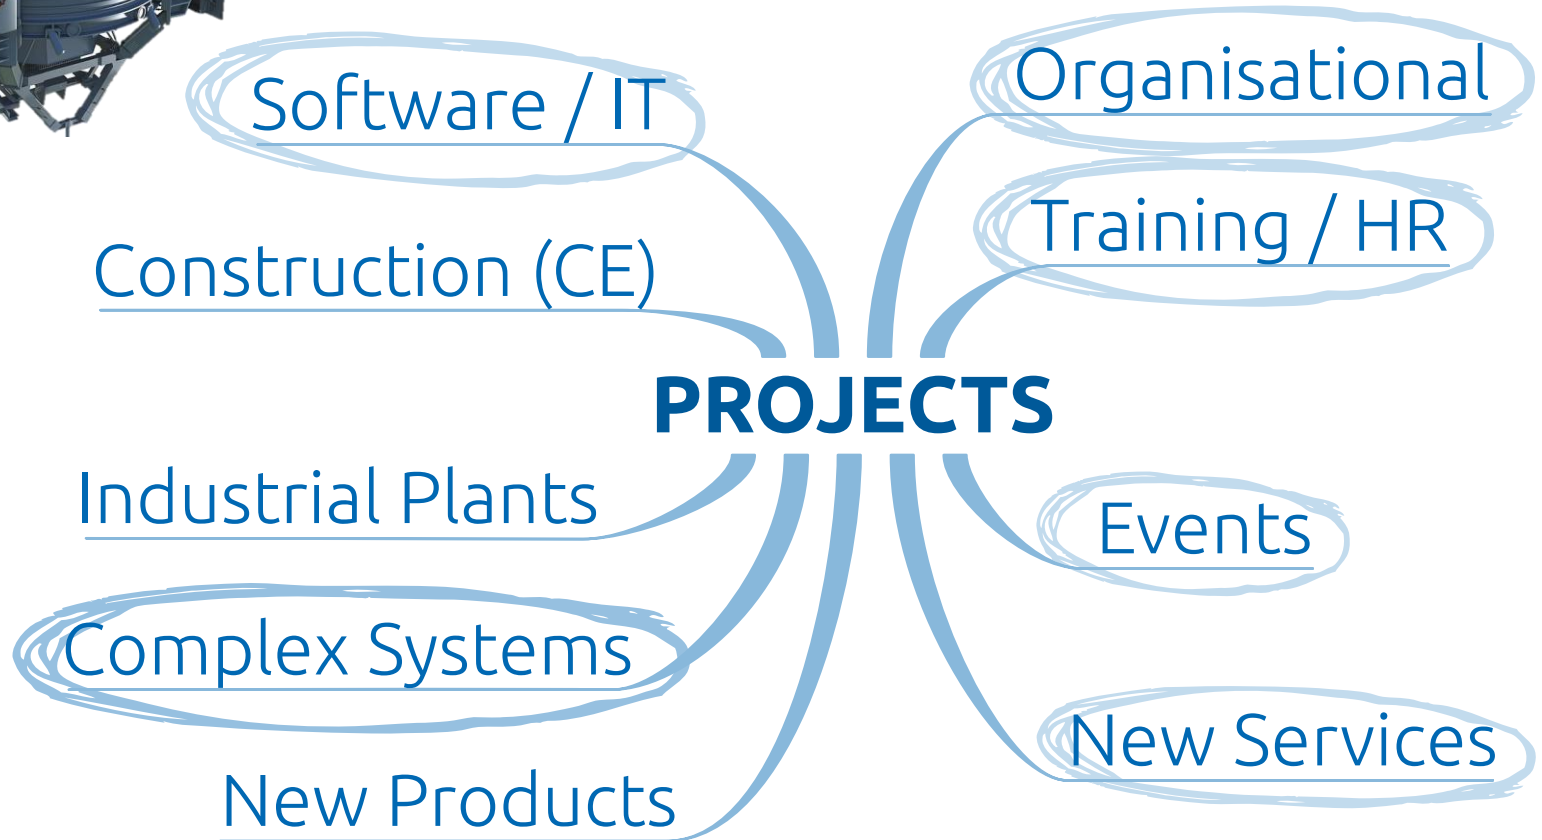 Software / IT
Organisational
Training / HR
Construction (CE)
PROJECTS
Industrial Plants
Events
Complex Systems
New Services
New Products